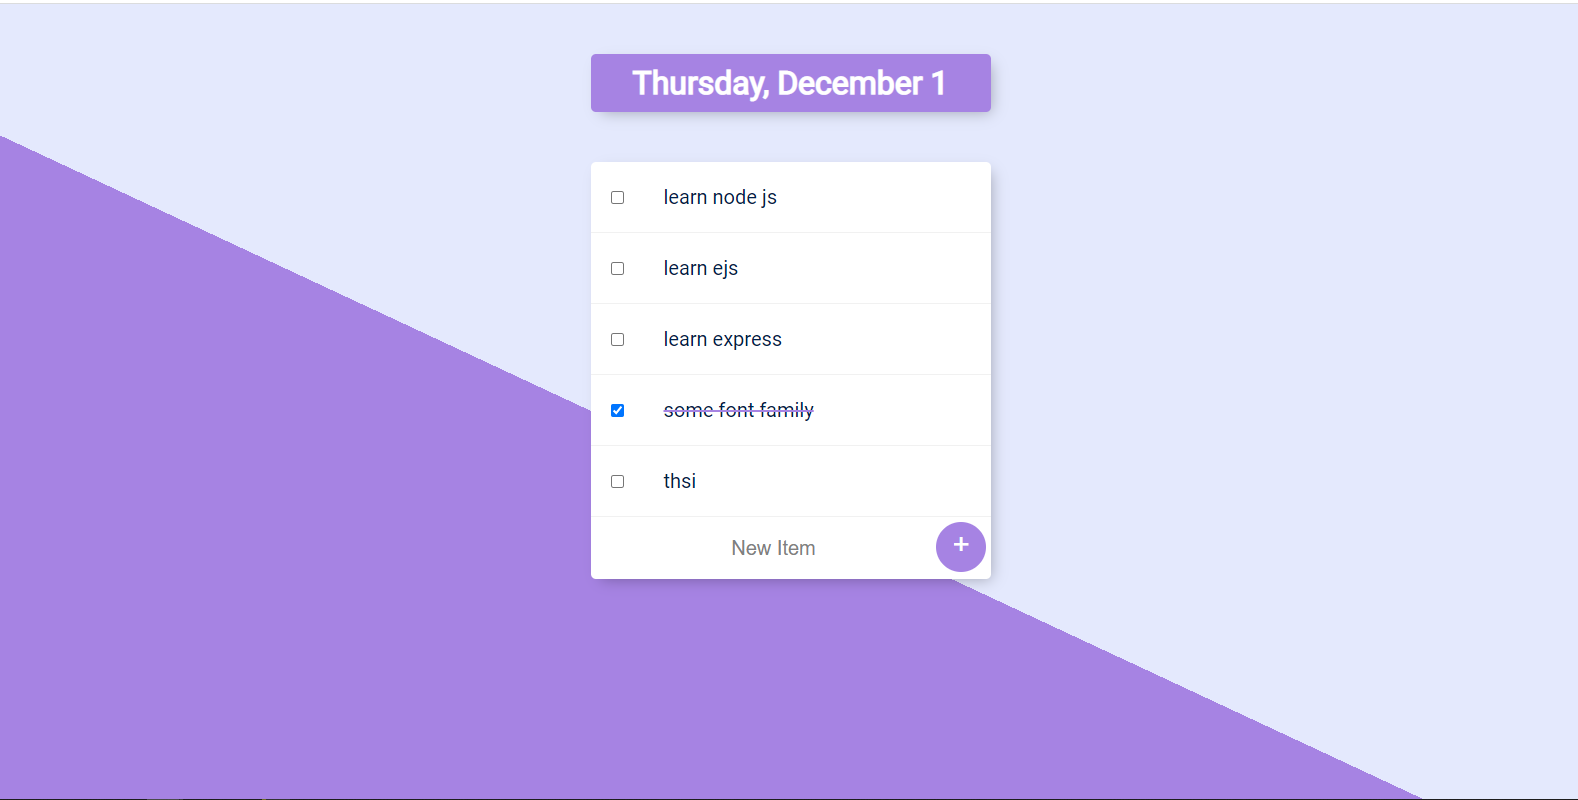 Thursday, December 1
learn node js
learn ejs
learn express
some font family
thsi
New Item
+